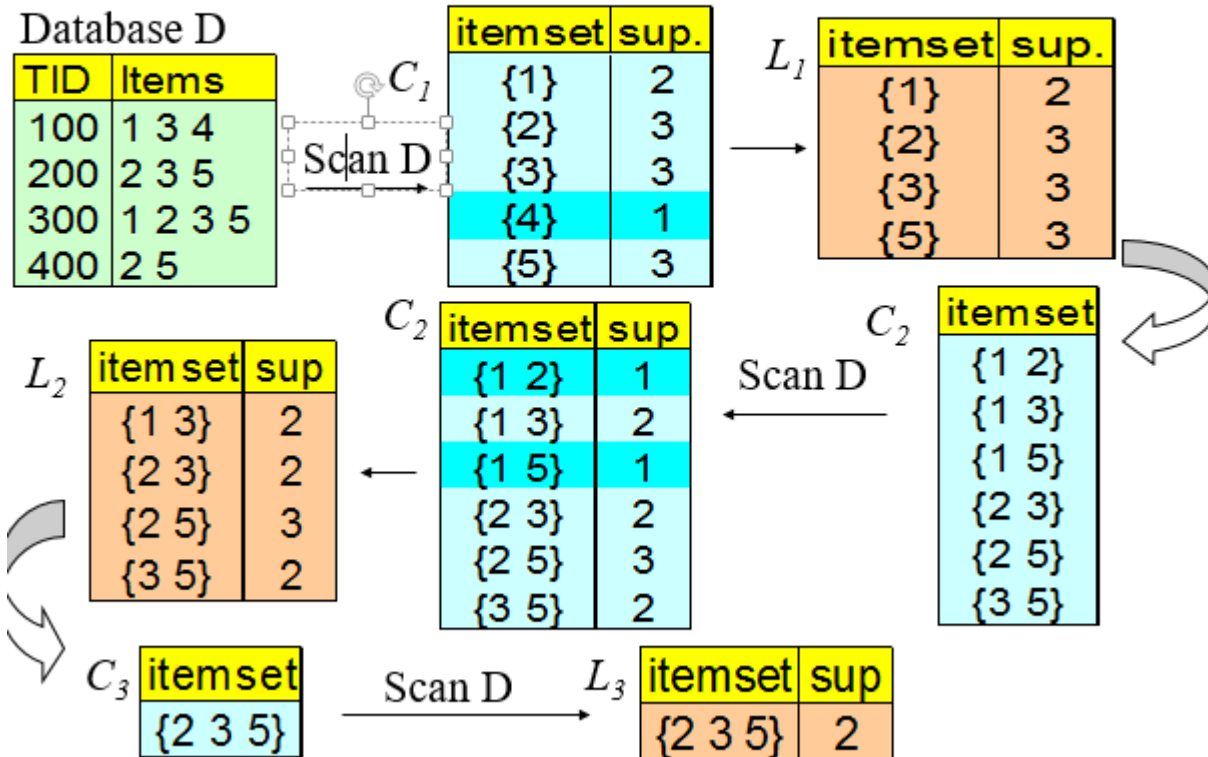 Database D
TID Items
100 1 3 4
200 2 3 5
300 1 2 3 5
400 2 5
Scan D
C1
itemset sup.
{1} 2
{2} 3
{3} 3
{4} 1
{5} 3
L1
itemset sup.
{1} 2
{2} 3
{3} 3
{5} 3
C2
itemset
{1 2}
{1 3}
{1 5}
{2 3}
{2 5}
{3 5}
Scan D
C2
itemset sup
{1 2} 1
{1 3} 2
{1 5} 1
{2 3} 2
{2 5} 3
{3 5} 2
L2
itemset sup
{1 3} 2
{2 3} 2
{2 5} 3
{3 5} 2
C3
itemset
{2 3 5}
Scan D
L3
itemset sup
{2 3 5} 2